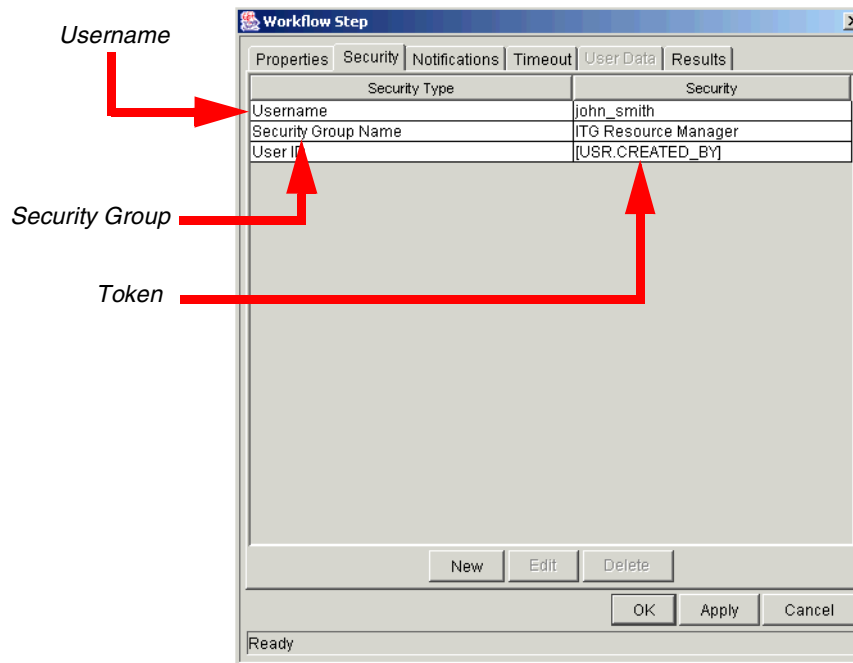 Username
Security Group
Token
Workflow Step
Properties Security Notifications Timeout User Data Results
Security Type Security
Username john_smith
Security Group Name ITG Resource Manager
User ID [USR.CREATED_BY]
New Edit Delete
OK Apply Cancel
Ready